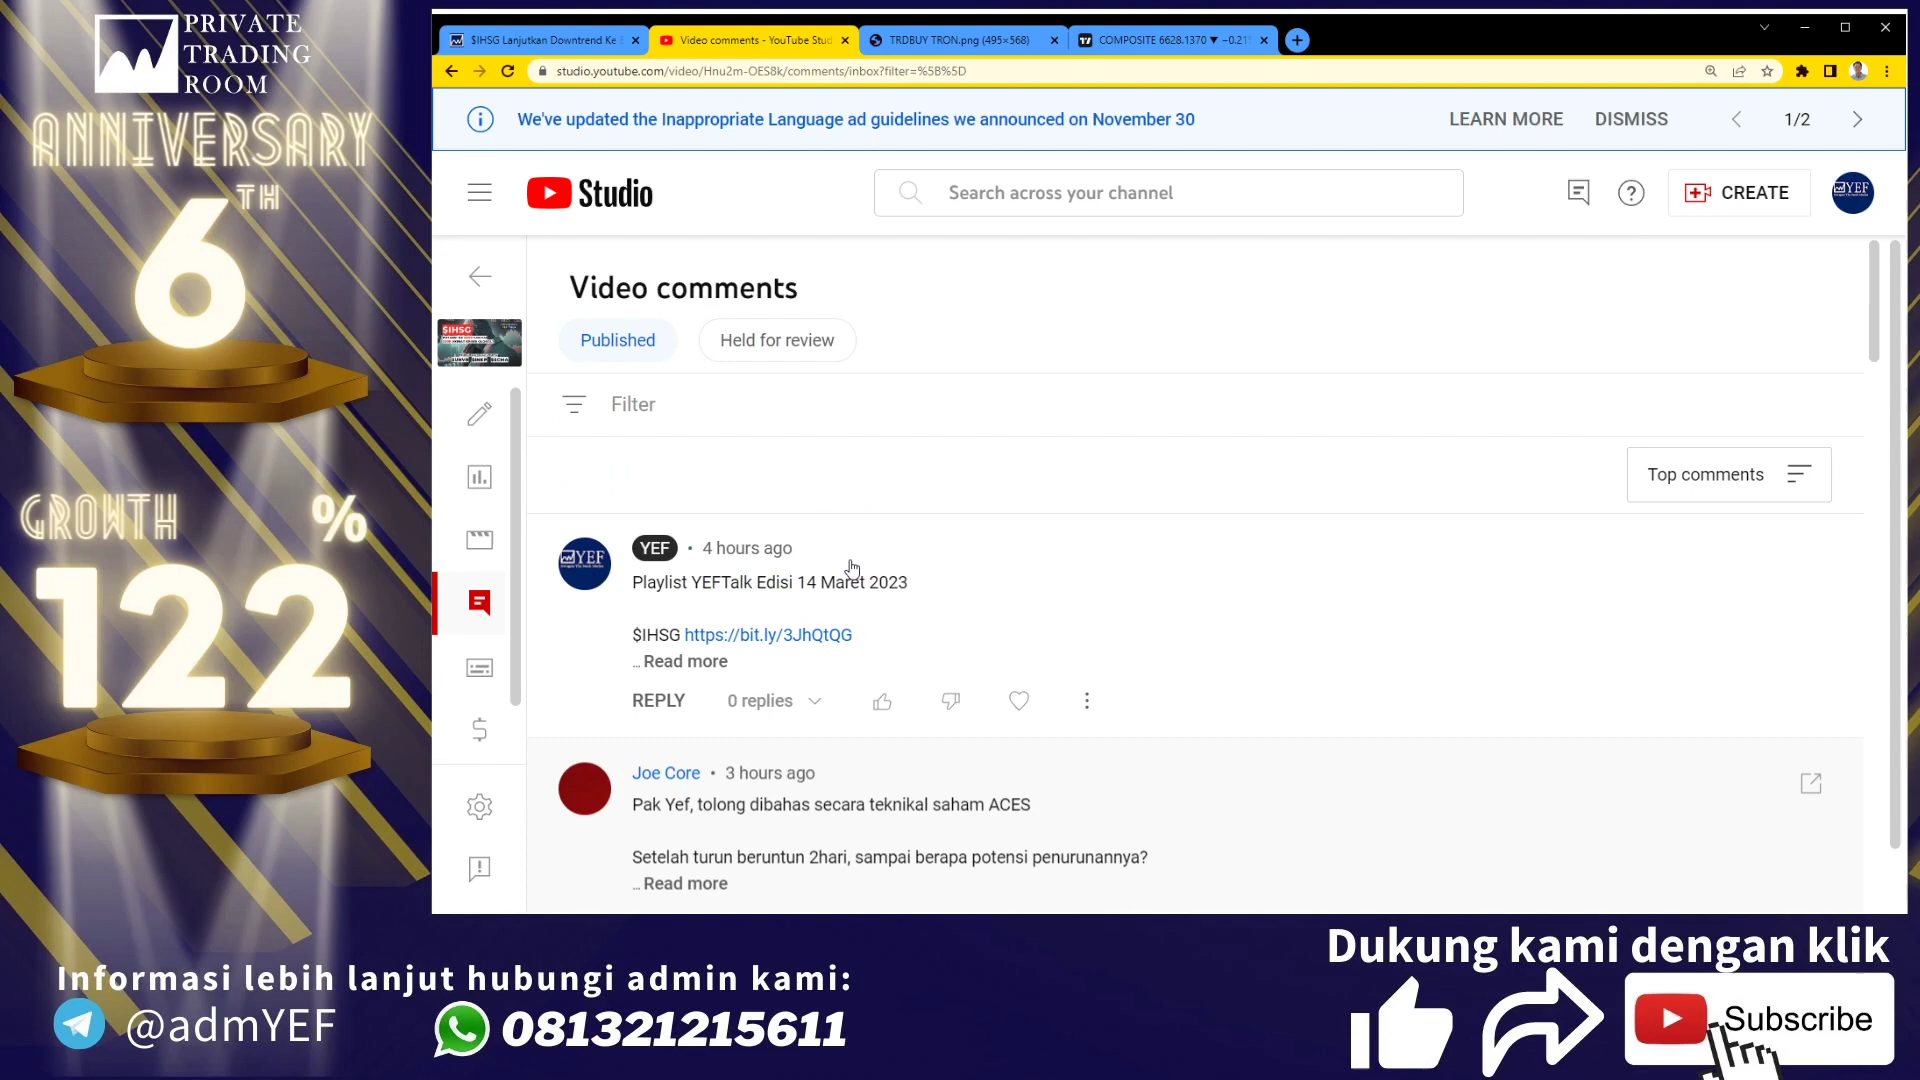 PRIVATE
TRADING
ROOM
ANNIVERSARY
6TH
GROWTH %
122
$IHSG Lanjutkan Downtrend Ke
Video comments - YouTube Stud
TRDBUY TRON.png (495×568)
COMPOSITE 6628.1370 ▼ −0.21
studio.youtube.com/video/Hnu2m-OES8k/comments/inbox?filter=%5B%5D
We've updated the Inappropriate Language ad guidelines we announced on November 30
LEARN MORE
DISMISS
1/2
Studio
Search across your channel
CREATE
YEF
Video comments
$IHSG
Published
Held for review
Filter
Top comments
YEF
YEF • 4 hours ago
Playlist YEFTalk Edisi 14 Maret 2023
$IHSG https://bit.ly/3JhQtQG
... Read more
REPLY
0 replies
Joe Core • 3 hours ago
Pak Yef, tolong dibahas secara teknikal saham ACES
Setelah turun beruntun 2hari, sampai berapa potensi penurunannya?
... Read more
Informasi lebih lanjut hubungi admin kami:
@admYEF
081321215611
Dukung kami dengan klik
Subscribe